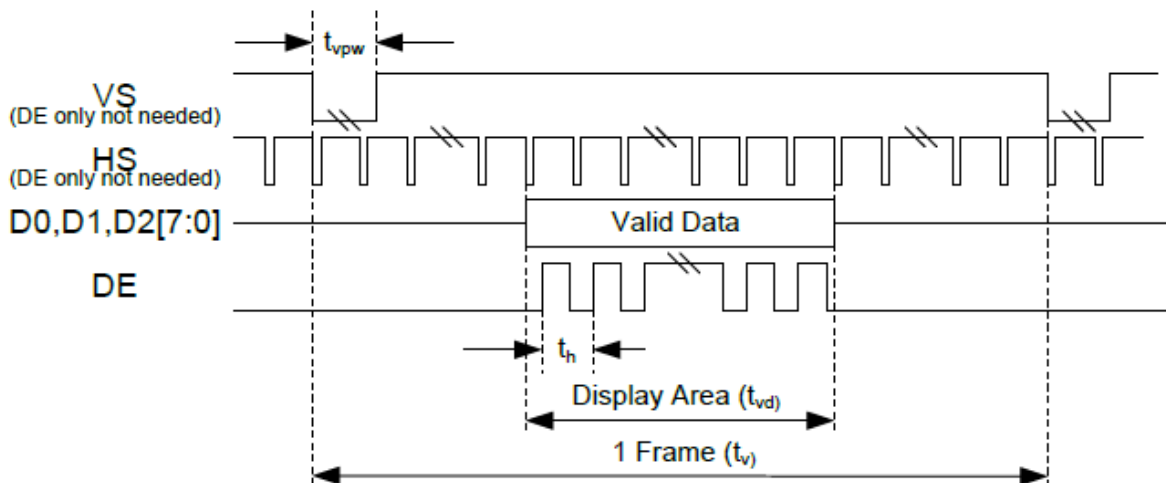 tvpw
VS
(DE only not needed)
HS
(DE only not needed)
D0,D1,D2[7:0]
Valid Data
DE
th
Display Area (tvd)
1 Frame (tv)